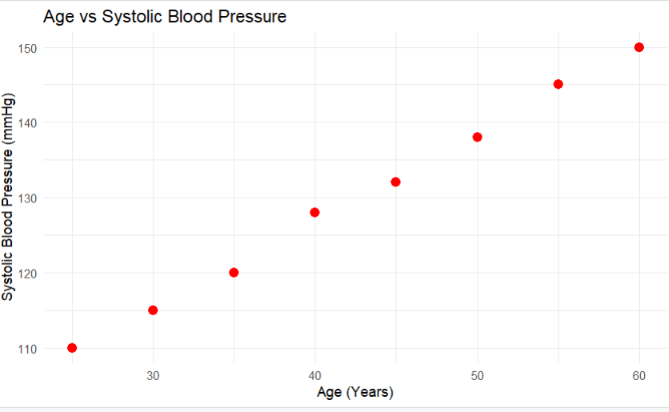 Age vs Systolic Blood Pressure
Systolic Blood Pressure (mmHg)
150
140
130
120
110
30 40 50 60
Age (Years)